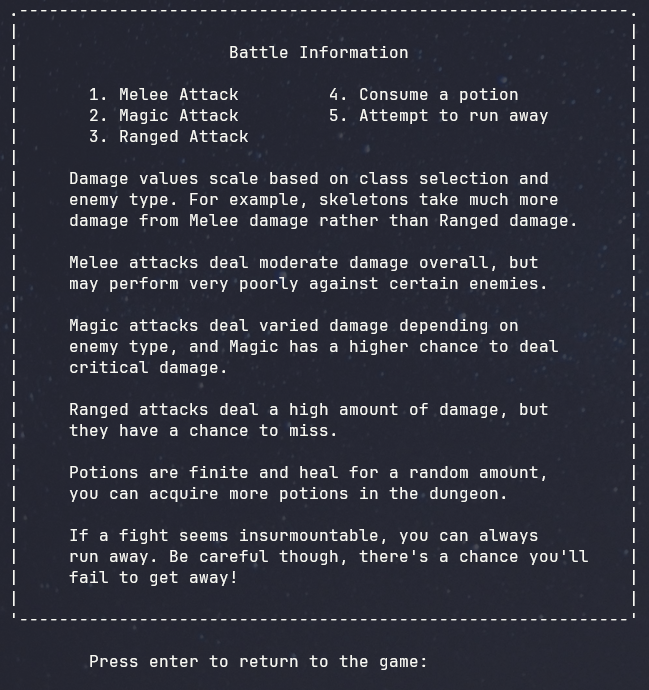 Battle Information
1. Melee Attack 4. Consume a potion
2. Magic Attack 5. Attempt to run away
3. Ranged Attack
Damage values scale based on class selection and
enemy type. For example, skeletons take much more
damage from Melee damage rather than Ranged damage.
Melee attacks deal moderate damage overall, but
may perform very poorly against certain enemies.
Magic attacks deal varied damage depending on
enemy type, and Magic has a higher chance to deal
critical damage.
Ranged attacks deal a high amount of damage, but
they have a chance to miss.
Potions are finite and heal for a random amount,
you can acquire more potions in the dungeon.
If a fight seems insurmountable, you can always
run away. Be careful though, there's a chance you'll
fail to get away!
Press enter to return to the game: